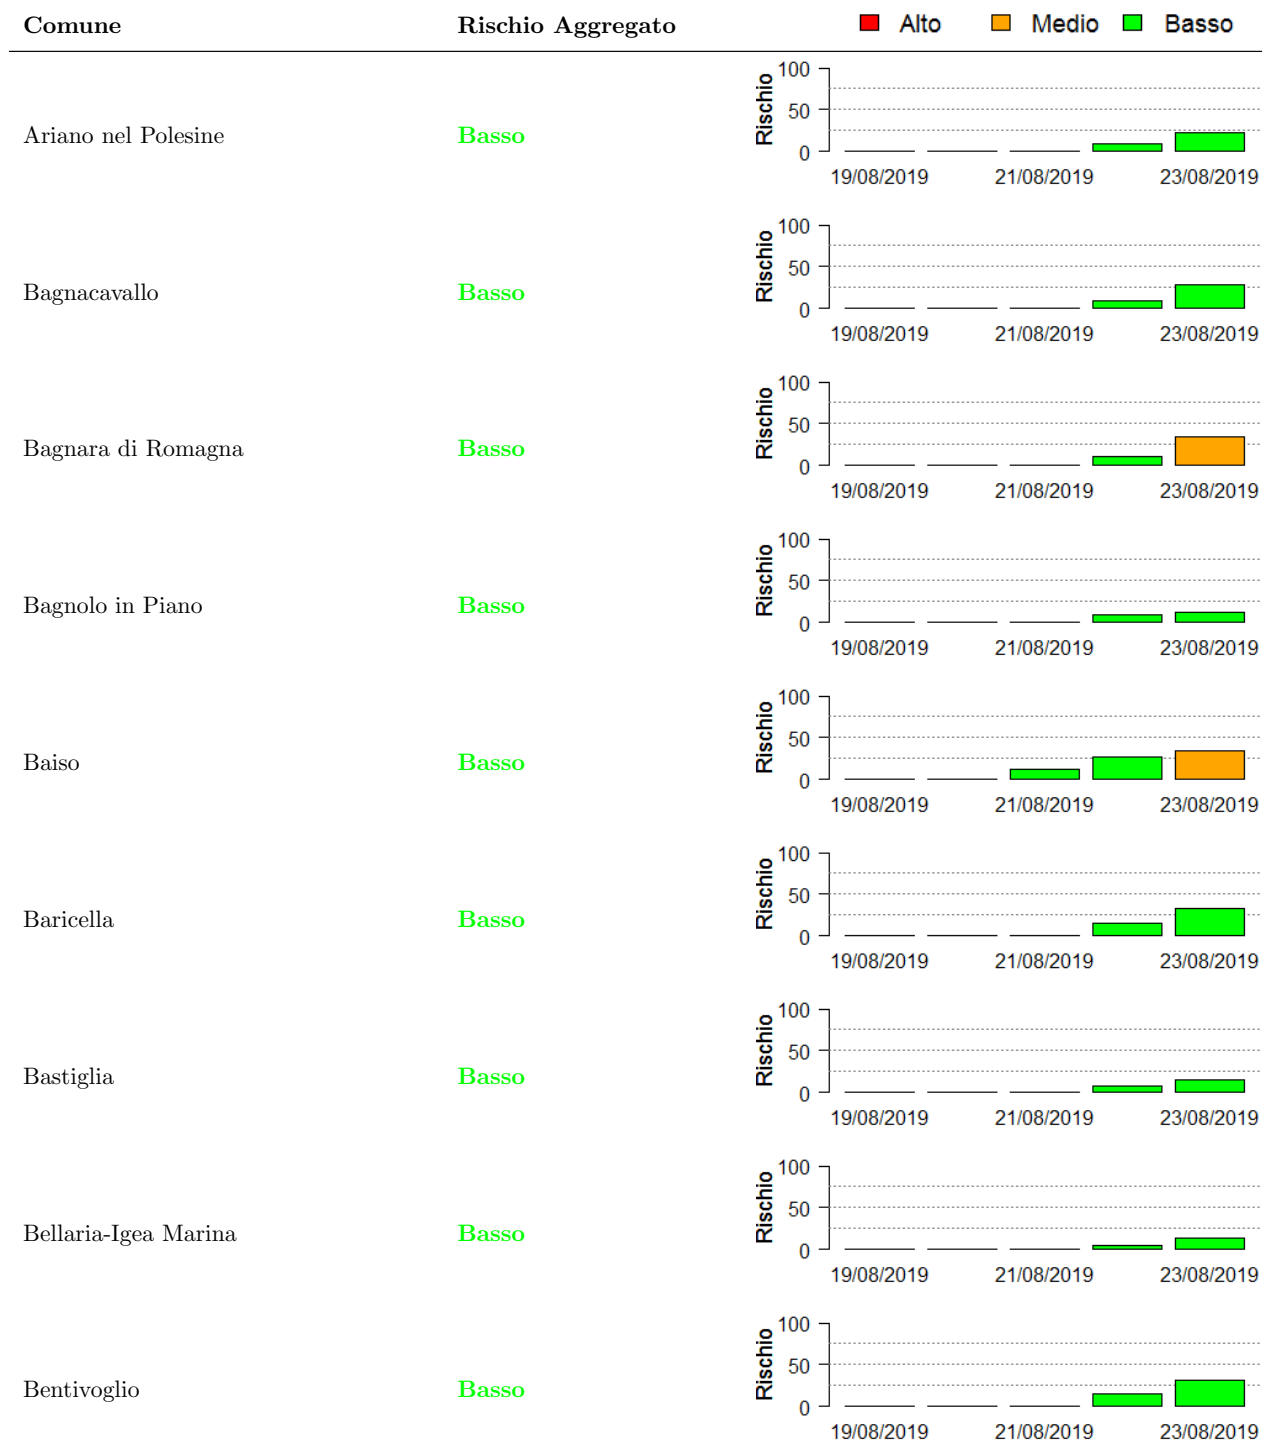 Comune Rischio Aggregato Alto Medio Basso
Ariano nel Polesine Basso
Rischio
100
50
0
19/08/2019 21/08/2019 23/08/2019
Bagnacavallo Basso
Rischio
100
50
0
19/08/2019 21/08/2019 23/08/2019
Bagnara di Romagna Basso
Rischio
100
50
0
19/08/2019 21/08/2019 23/08/2019
Bagnolo in Piano Basso
Rischio
100
50
0
19/08/2019 21/08/2019 23/08/2019
Baiso Basso
Rischio
100
50
0
19/08/2019 21/08/2019 23/08/2019
Baricella Basso
Rischio
100
50
0
19/08/2019 21/08/2019 23/08/2019
Bastiglia Basso
Rischio
100
50
0
19/08/2019 21/08/2019 23/08/2019
Bellaria-Igea Marina Basso
Rischio
100
50
0
19/08/2019 21/08/2019 23/08/2019
Bentivoglio Basso
Rischio
100
50
0
19/08/2019 21/08/2019 23/08/2019